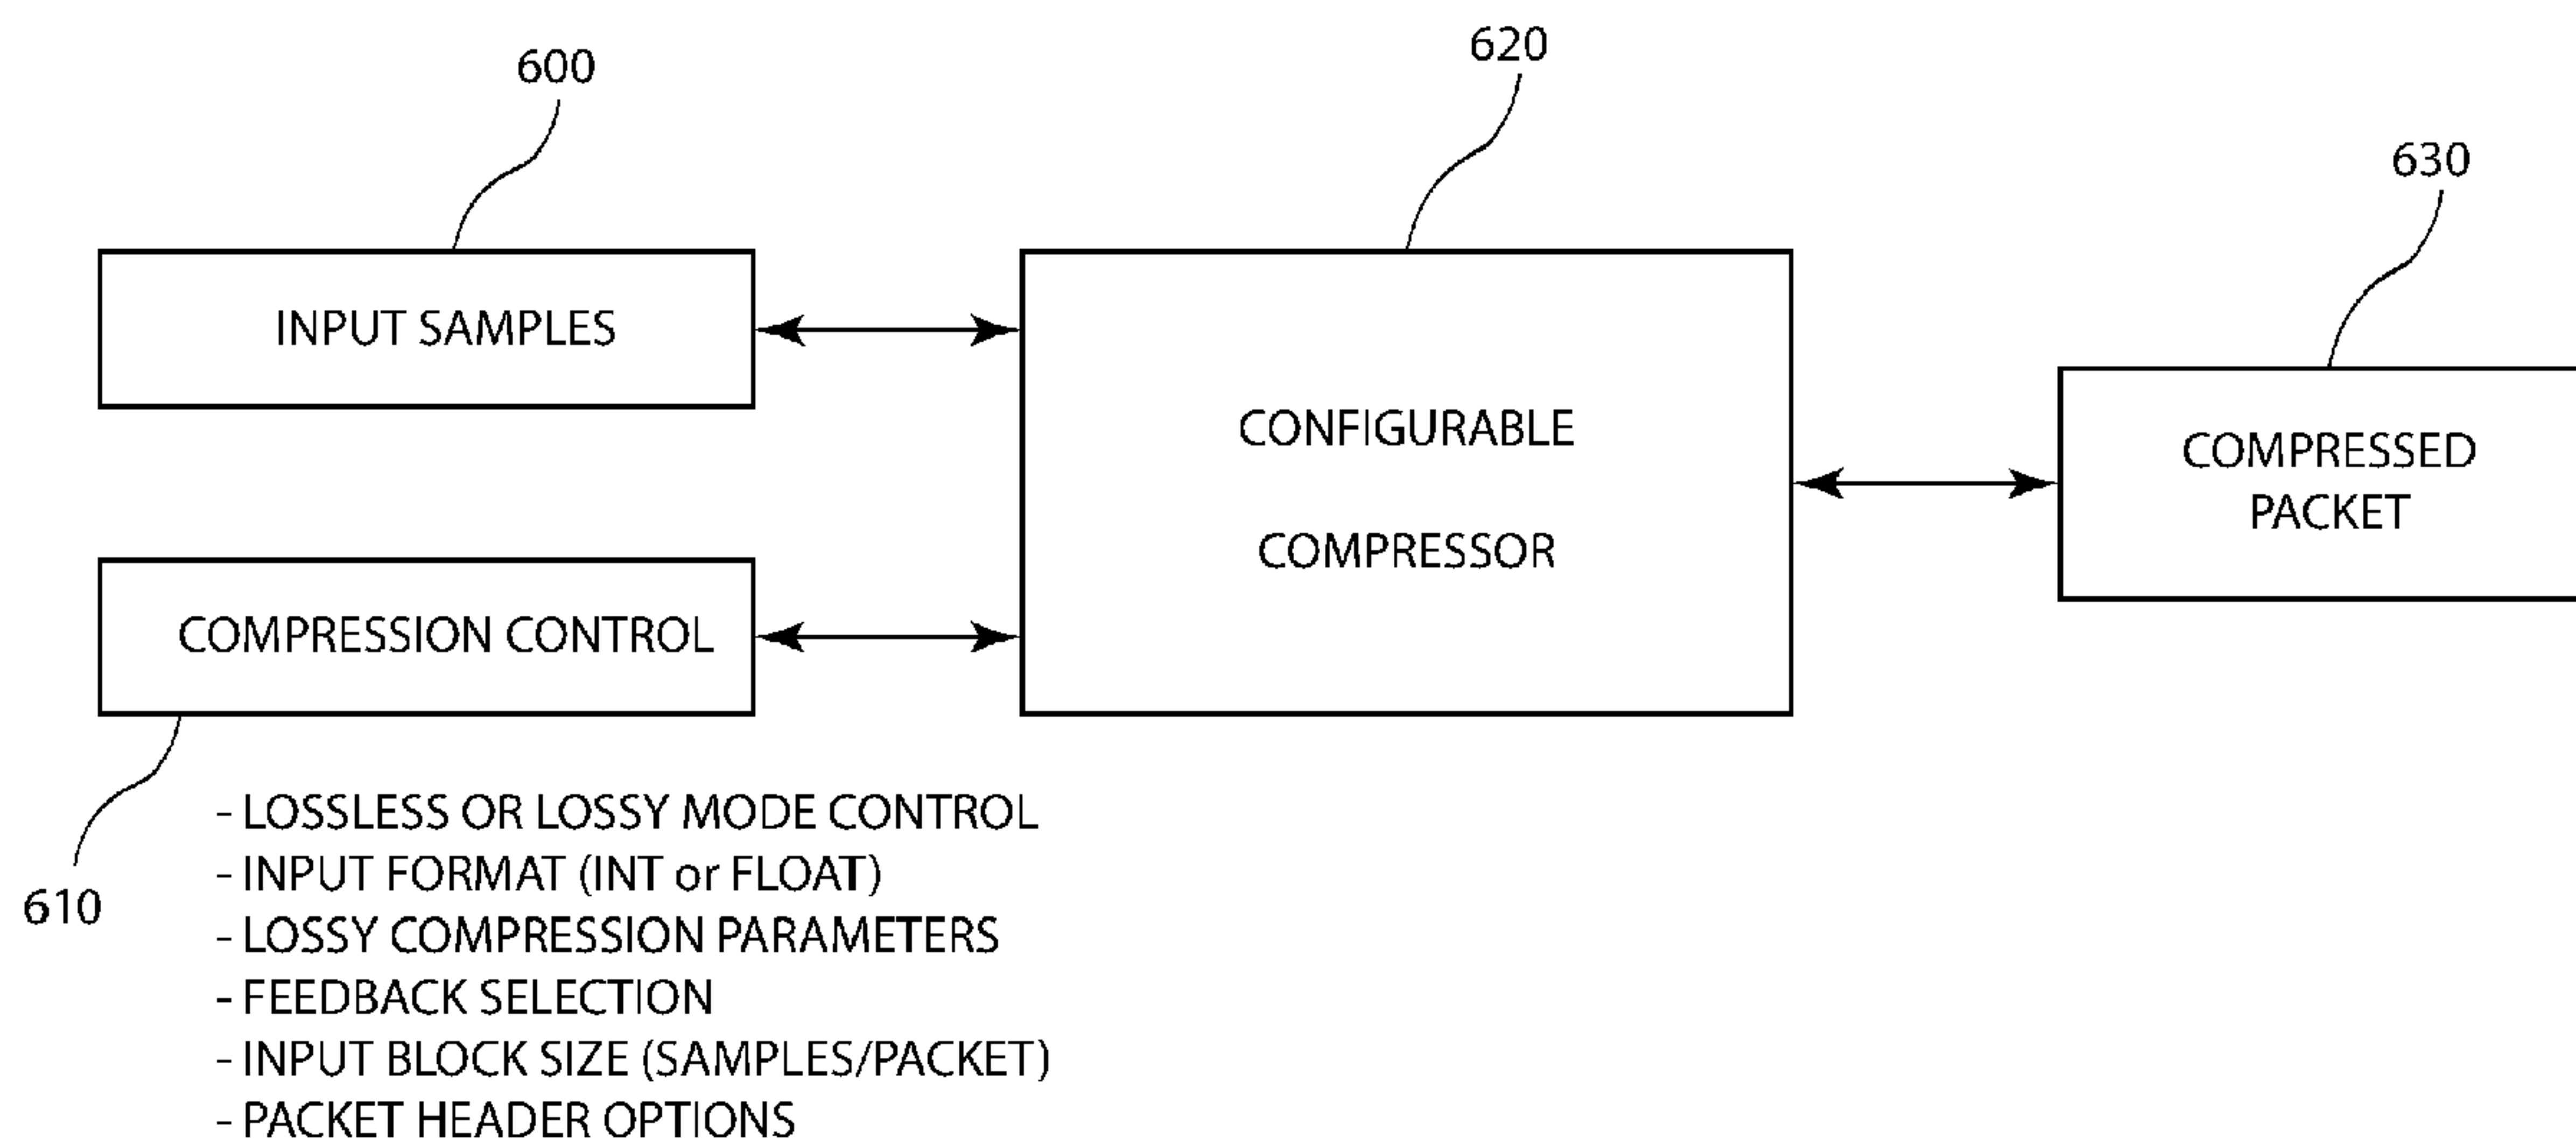 600
620
630
INPUT SAMPLES
CONFIGURABLE
COMPRESSOR
COMPRESSED
PACKET
COMPRESSION CONTROL
610
- LOSSLESS OR LOSSY MODE CONTROL
- INPUT FORMAT (INT or FLOAT)
- LOSSY COMPRESSION PARAMETERS
- FEEDBACK SELECTION
- INPUT BLOCK SIZE (SAMPLES/PACKET)
- PACKET HEADER OPTIONS